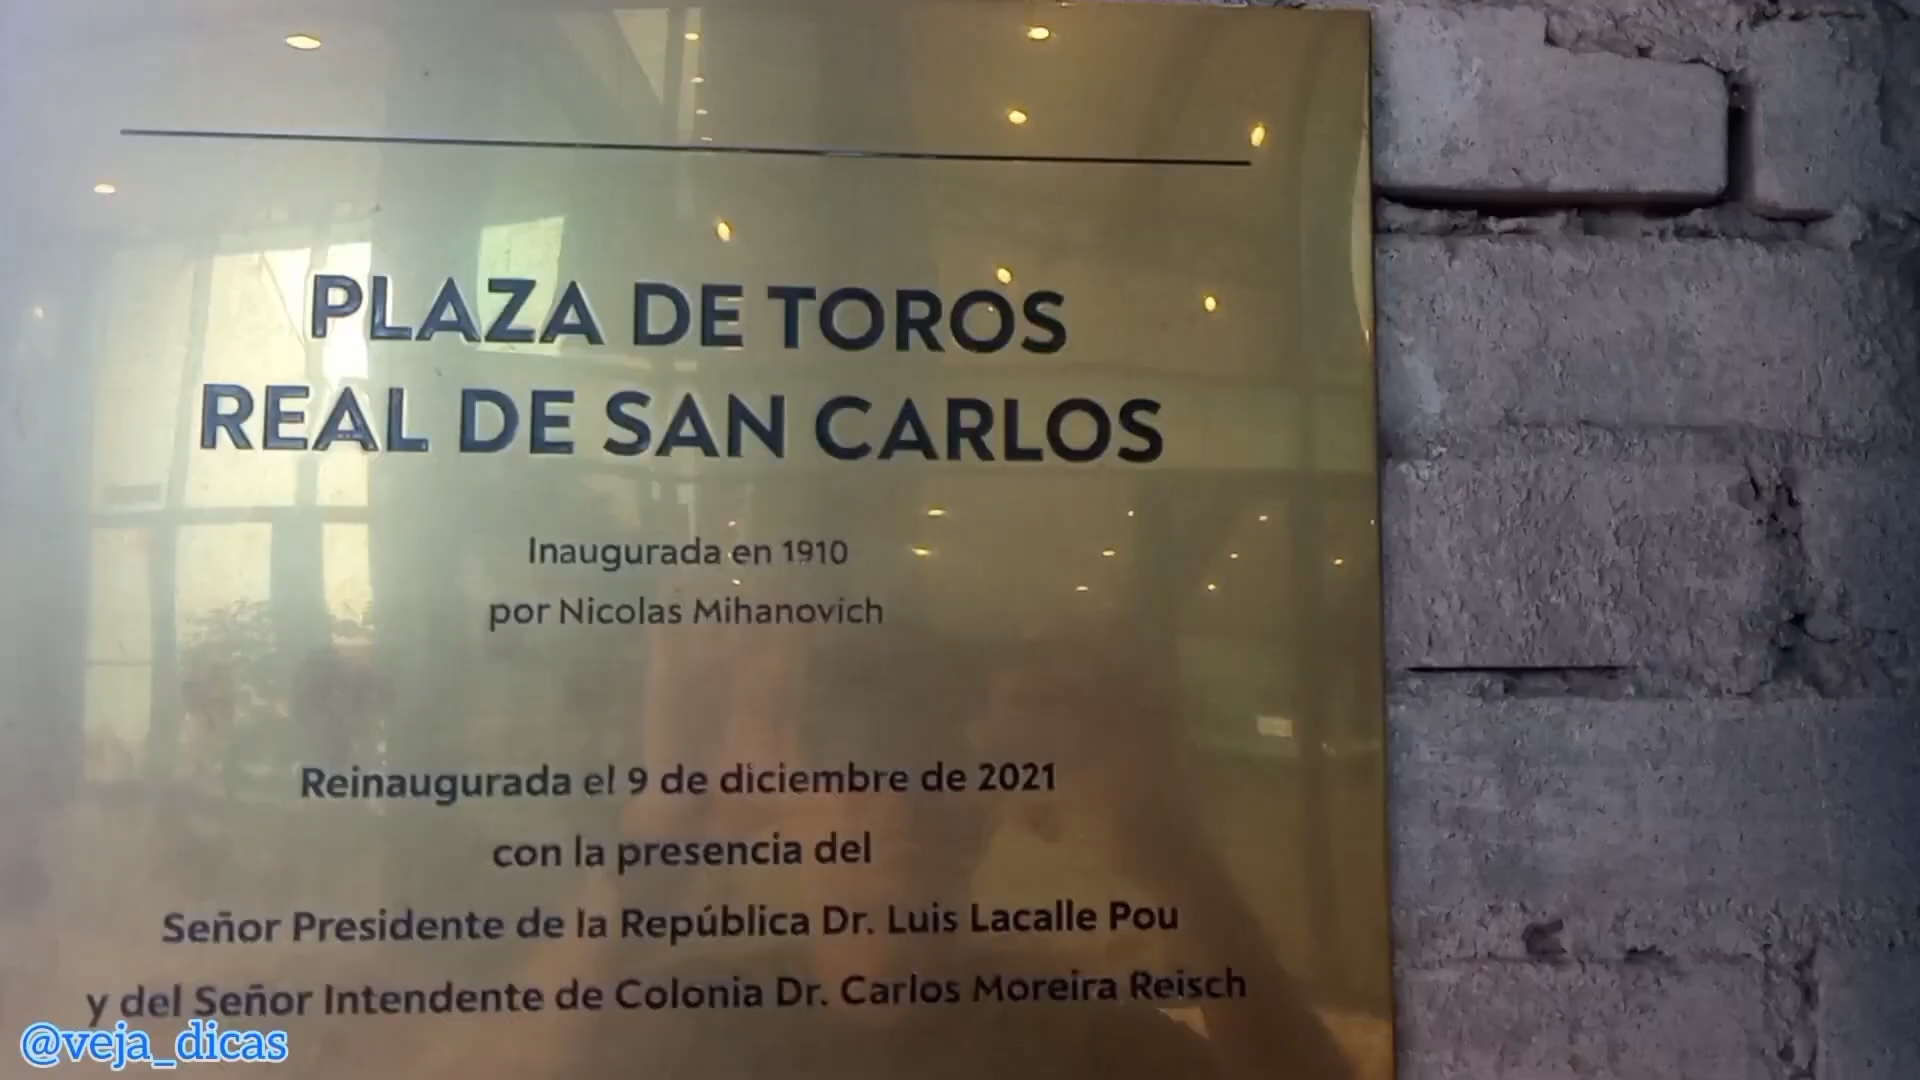 PLAZA DE TOROS
REAL DE SAN CARLOS
Inaugurada en 1910
por Nicolas Mihanovich
Reinaugurada el 9 de diciembre de 2021
con la presencia del
Señor Presidente de la República Dr. Luis Lacalle Pou
y del Señor Intendente de Colonia Dr. Carlos Moreira Reisch
@veja_dicas